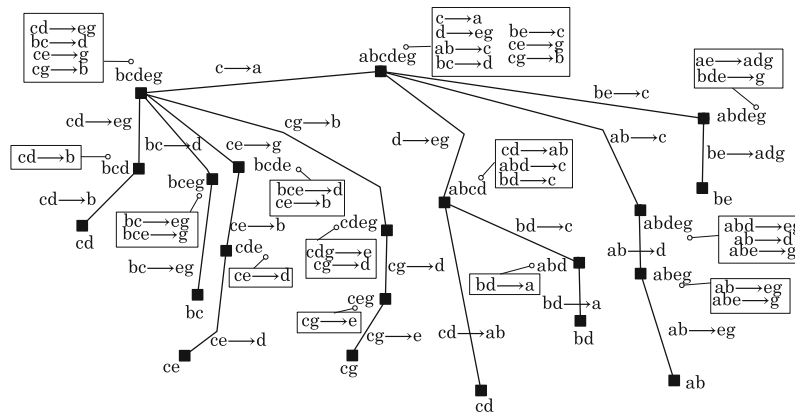 cd→eg
bc→d
ce→g
cg→b
bcdeg
c→a
abcdeg
c→a
d→eg
ab→c
bc→d
be→c
ce→g
cg→b
ae→adg
bde→g
be→c
abdeg
cd→eg
bc→d
ce→g
cg→b
d→eg
ab→c
be→adg
be
cd→b
bcd
bceg
bcde
bce→d
ce→b
cd→ab
abd→c
bd→c
abcd
cd→b
cd
bc→eg
bce→g
ce→b
cde
ce→d
cdeg
cdg→e
cg→d
bd→c
abdeg
abd→eg
ab→d
abe→g
ab→d
bc→eg
bc
cg→d
bd→a
abd
bd→a
bd
abeg
ab→eg
abe→g
ceg
cg→e
cg→e
cg
ce→d
ce
cd→ab
cd
ab→eg
ab